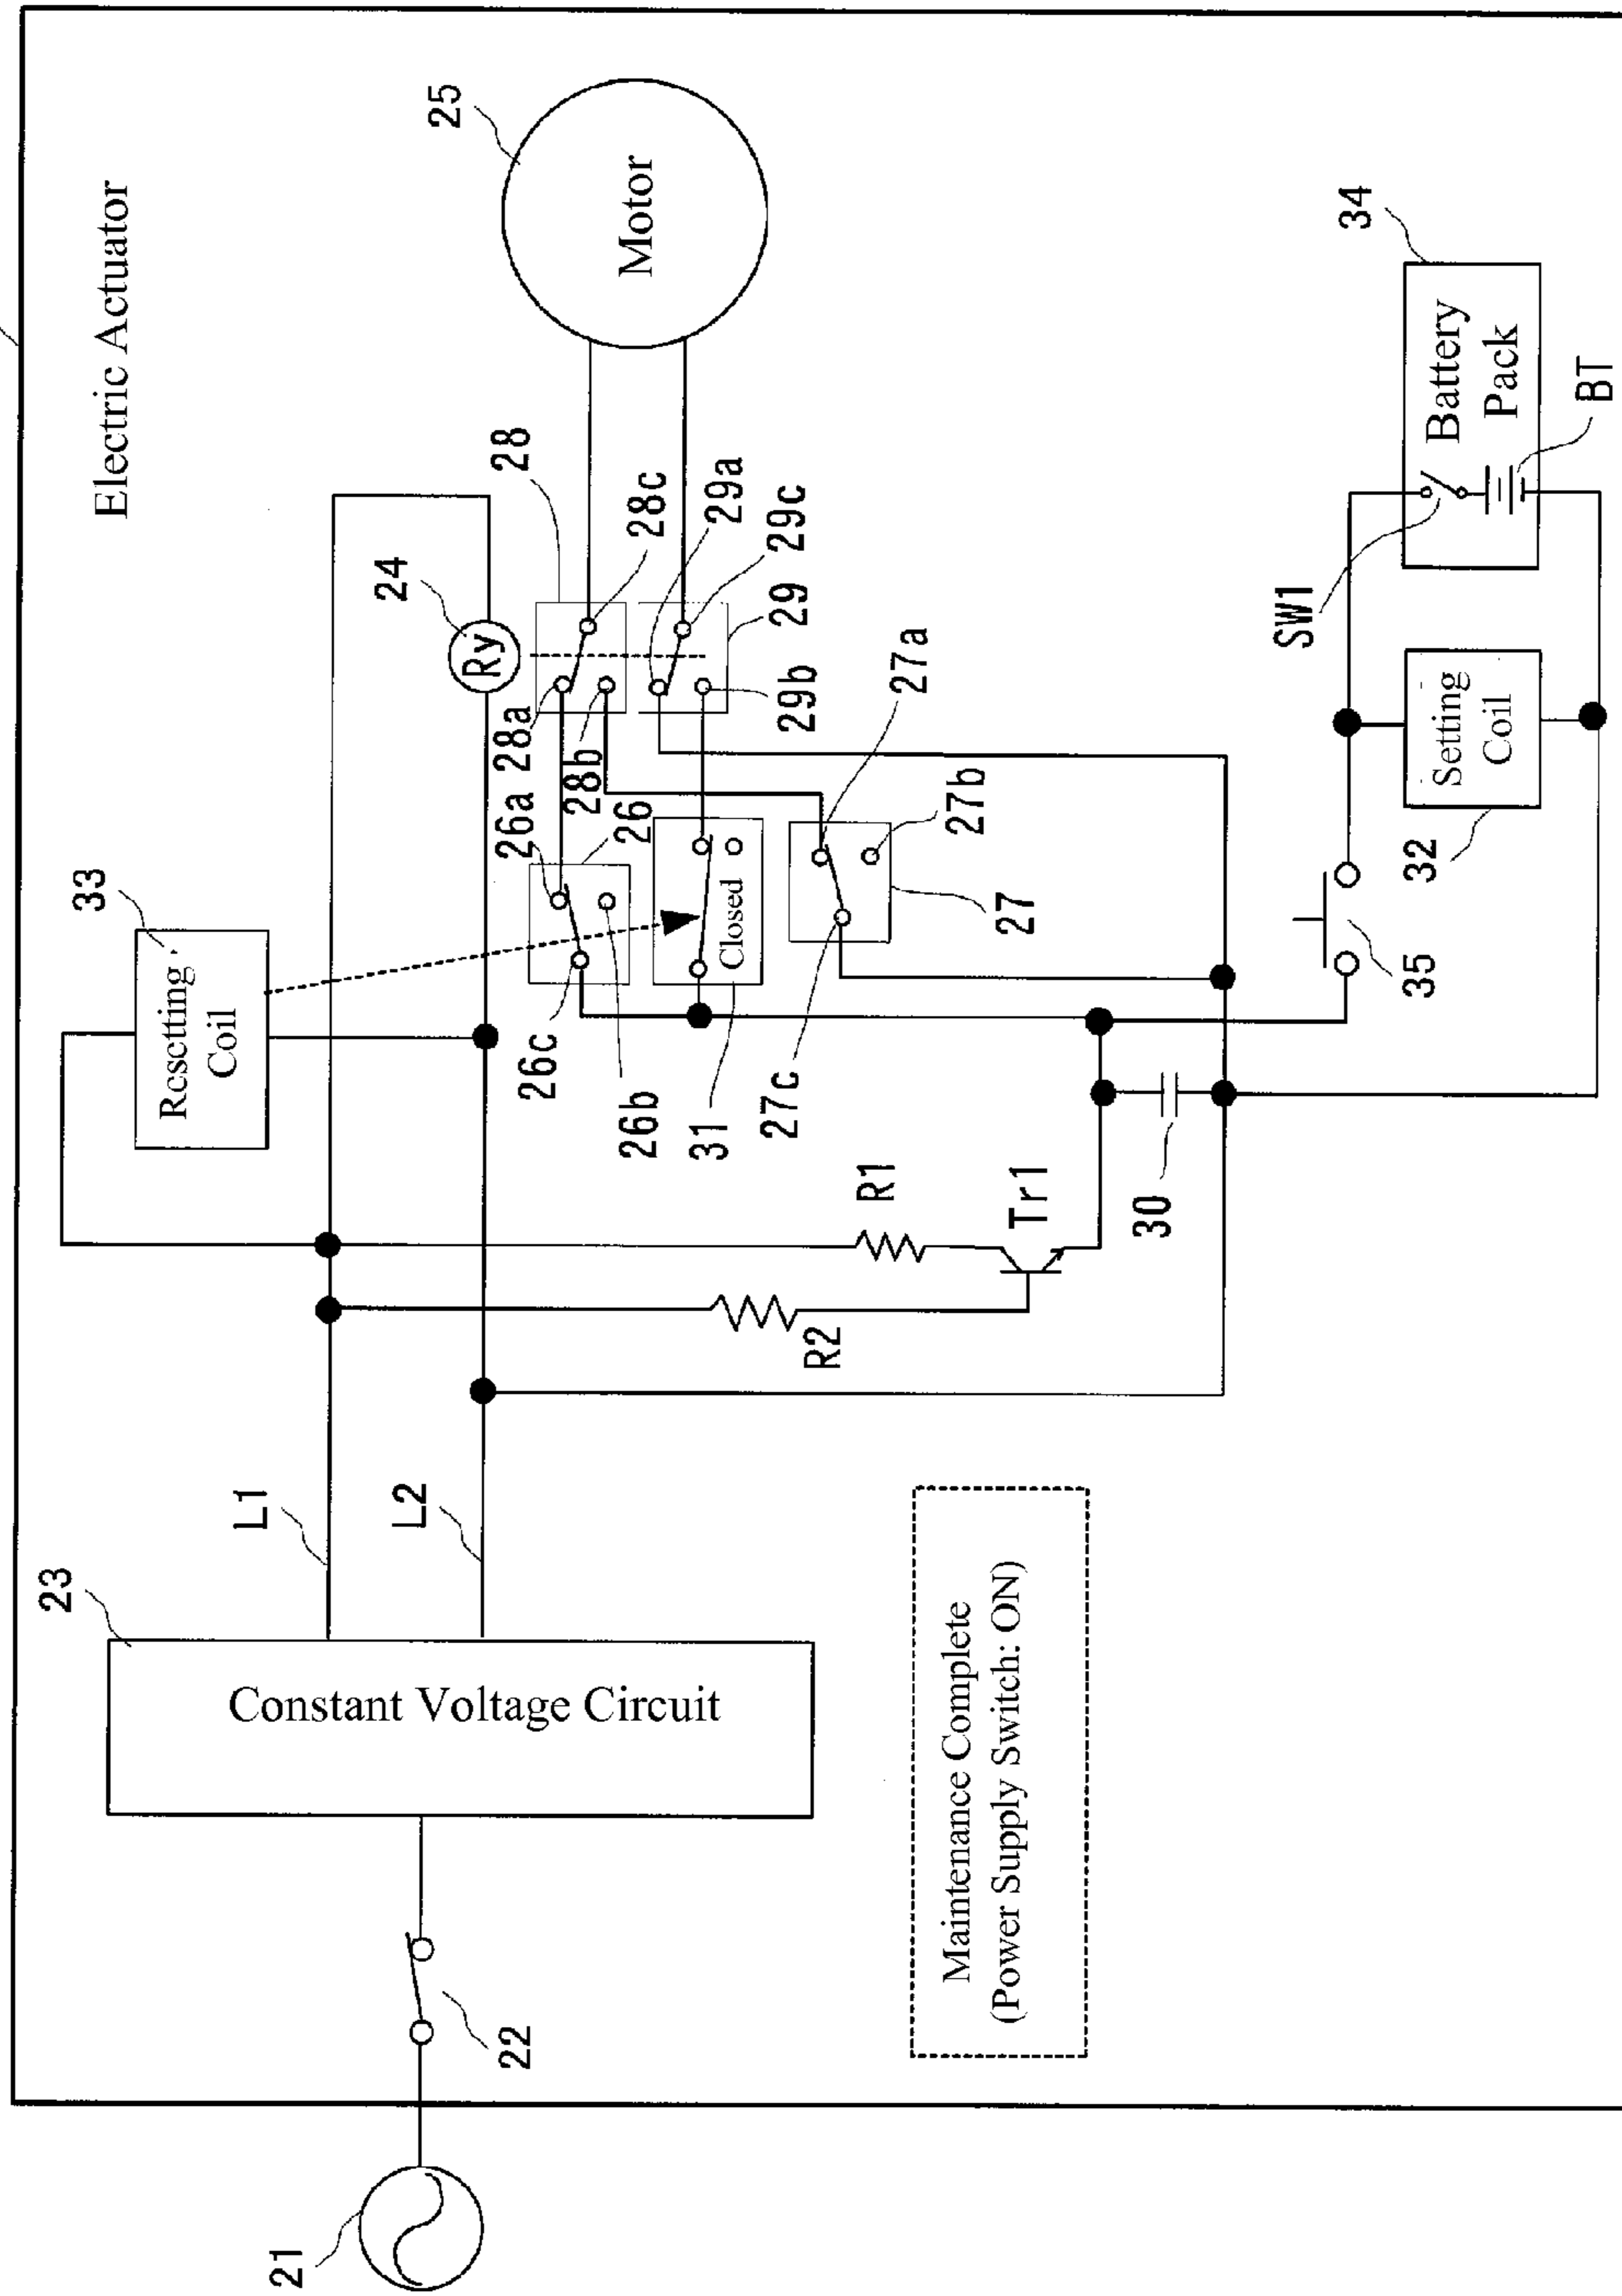 Electric Actuator
21
22
23
Constant Voltage Circuit
L1
L2
33
Resetting
Coil
24
Ry
25
Motor
28
28a
28b
28c
29
29a
29b
29c
26
26a
26b
26c
31
Closed
27
27a
27b
27c
R1
R2
Tr1
30
35
32
Setting
Coil
SW1
34
Battery
Pack
BT
Maintenance Complete
(Power Supply Switch: ON)